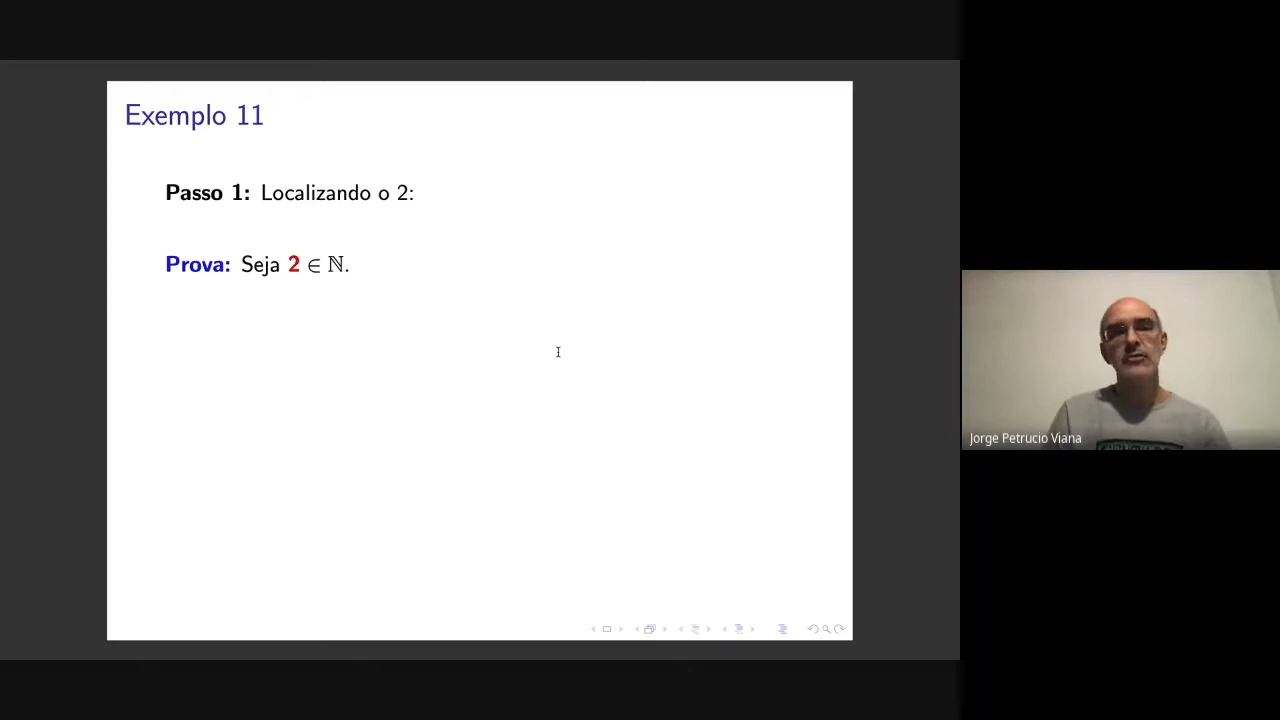 Exemplo 11
Passo 1: Localizando o 2:
Prova: Seja 2 ∈ ℕ.
Jorge Petrucio Viana